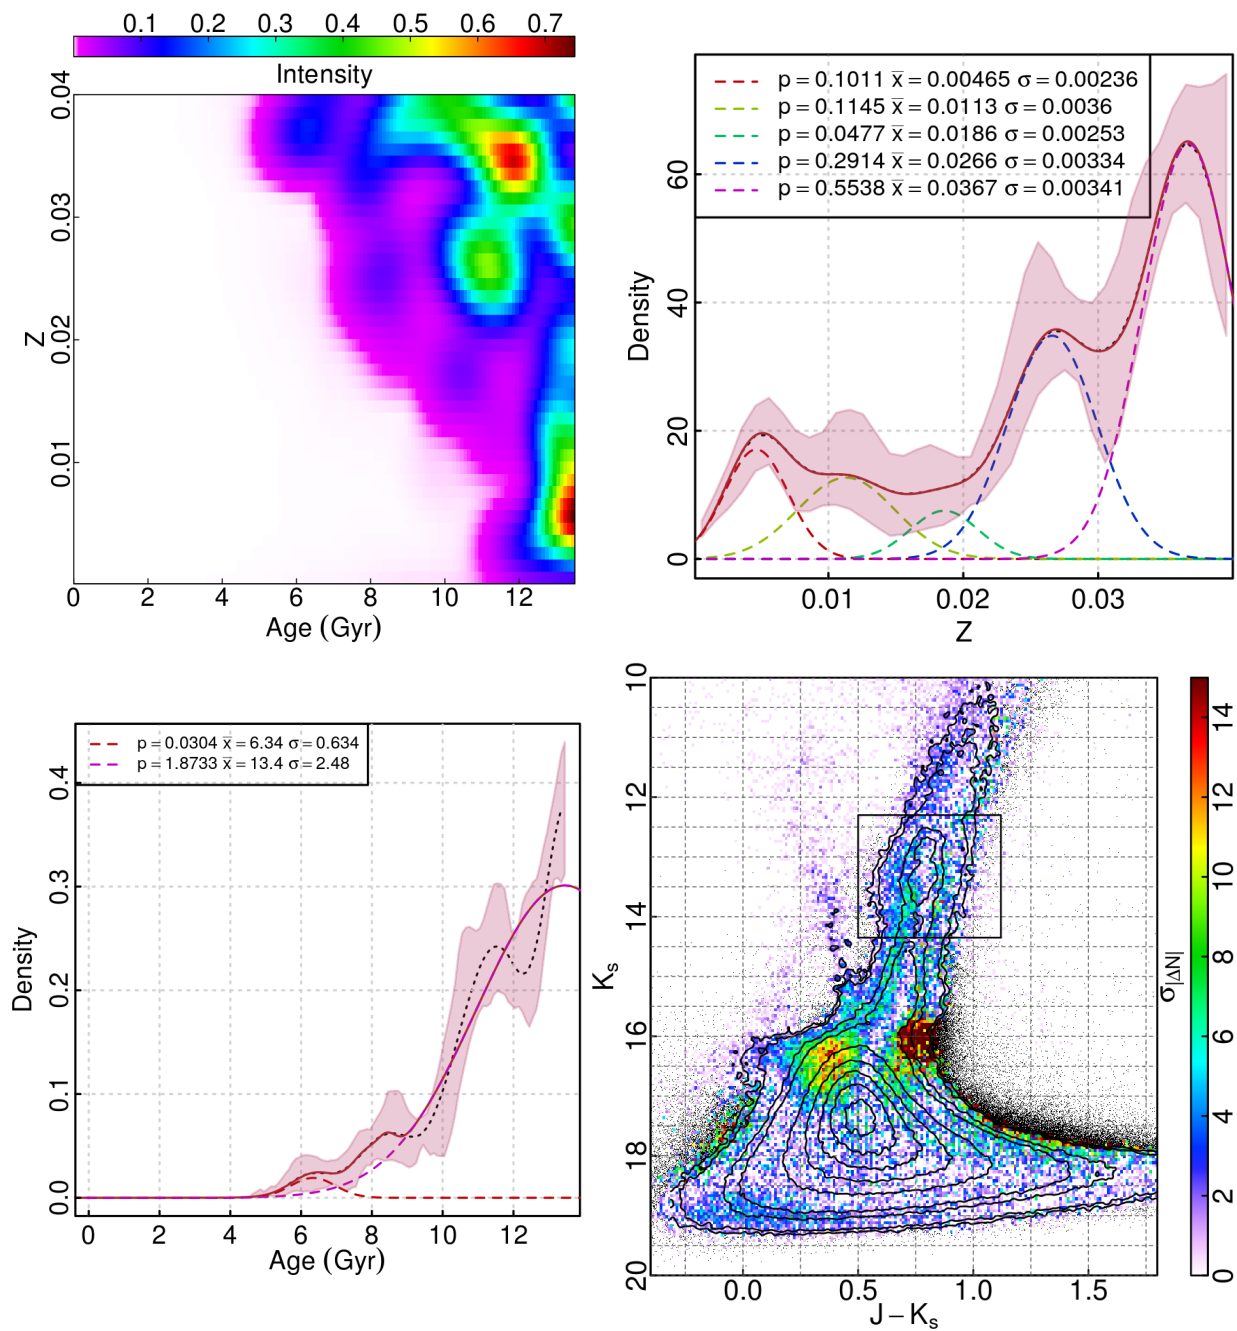 0.1 0.2 0.3 0.4 0.5 0.6 0.7
Intensity
0.04
0.03
0.02
0.01
Z
0 2 4 6 8 10 12
Age (Gyr)
p = 0.1011 x̅ = 0.00465 σ = 0.00236
p = 0.1145 x̅ = 0.0113 σ = 0.0036
p = 0.0477 x̅ = 0.0186 σ = 0.00253
p = 0.2914 x̅ = 0.0266 σ = 0.00334
p = 0.5538 x̅ = 0.0367 σ = 0.00341
60
40
20
0
Density
0.01 0.02 0.03
Z
p = 0.0304 x̅ = 6.34 σ = 0.634
p = 1.8733 x̅ = 13.4 σ = 2.48
0.4
0.3
0.2
0.1
0.0
Density
0 2 4 6 8 10 12
Age (Gyr)
10
12
14
16
18
20
Kₛ
0.0 0.5 1.0 1.5
J − Kₛ
14
12
10
8
6
4
2
0
σ|ΔN|